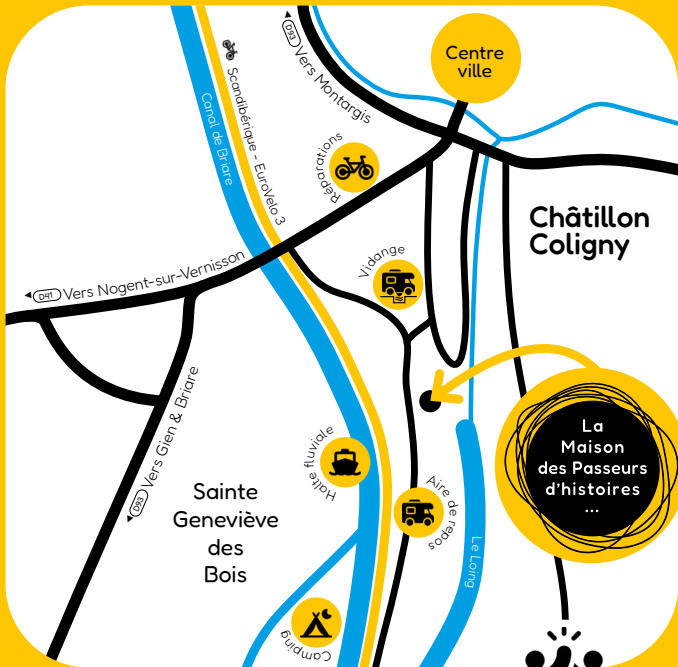 D93
Vers Montargis
Centre
ville
Scandibérique - EuroVelo 3
Canal de Briare
Réparations
Châtillon
Coligny
Vidange
D941
Vers Nogent-sur-Vernisson
D93
Vers Gien & Briare
La
Maison
des Passeurs
d'histoires
...
Halte fluviale
Sainte
Geneviève
des
Bois
Aire de repos
Le Loing
Camping